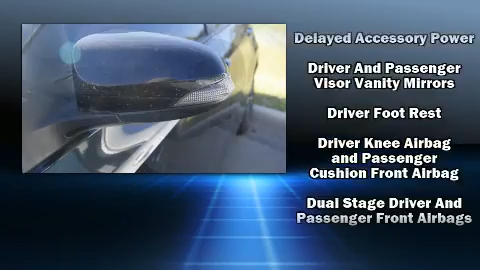 Delayed Accessory Power
Driver And Passenger
Visor Vanity Mirrors
Driver Foot Rest
Driver Knee Airbag
and Passenger
Cushion Front Airbag
Dual Stage Driver And
Passenger Front Airbags